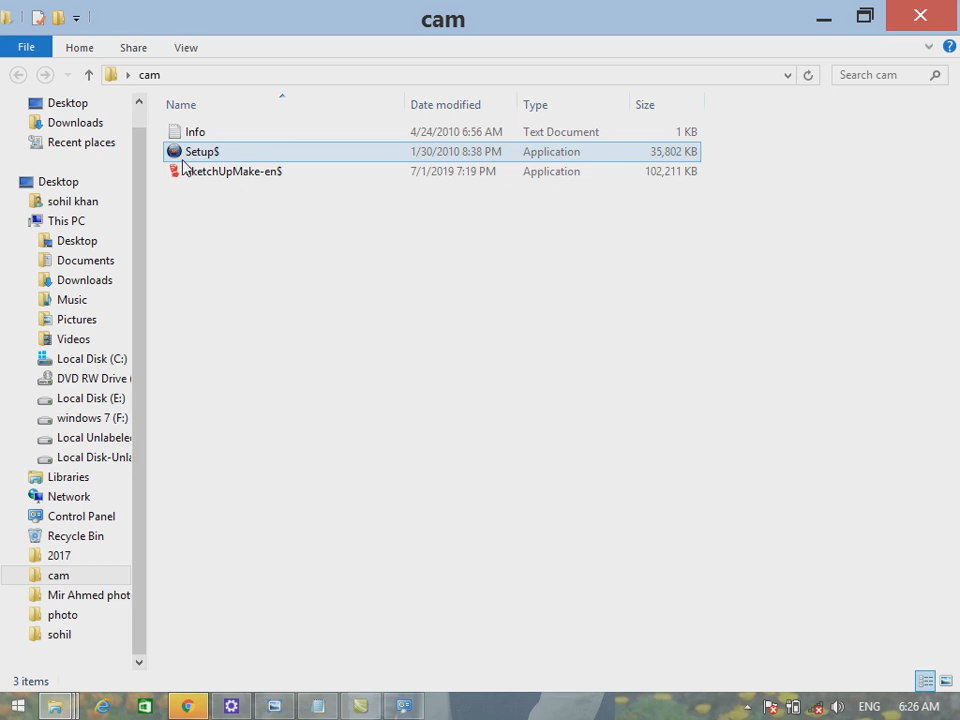 cam
File Home Share View
cam Search cam
Name Date modified Type Size
Info 4/24/2010 6:56 AM Text Document 1 KB
Setup$ 1/30/2010 8:38 PM Application 35,802 KB
ketchUpMake-en$ 7/1/2019 7:19 PM Application 102,211 KB
Desktop
Downloads
Recent places
Desktop
sohil khan
This PC
Desktop
Documents
Downloads
Music
Pictures
Videos
Local Disk (C:)
DVD RW Drive (
Local Disk (E:)
windows 7 (F:)
Local Unlabele
Local Disk-Unla
Libraries
Network
Control Panel
Recycle Bin
2017
cam
Mir Ahmed phot
photo
sohil
3 items
ENG 6:26 AM